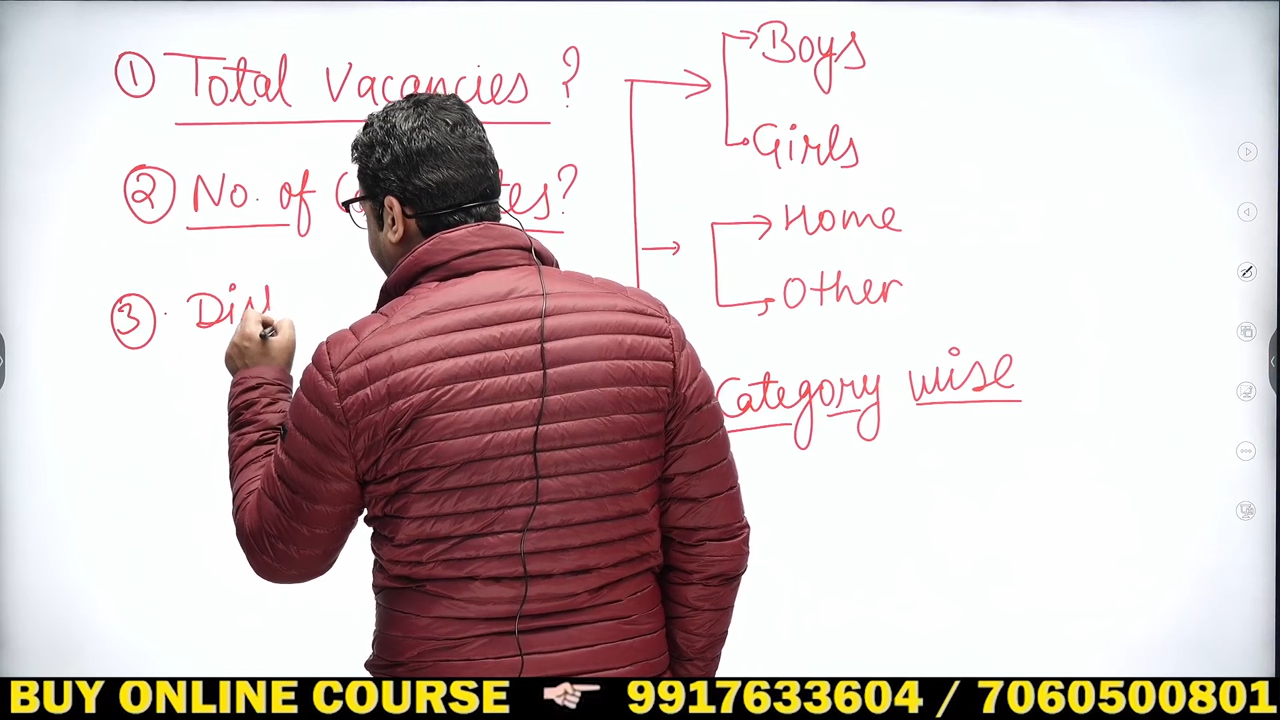 ① Total Vacancies ?
② No. of
?
③ Di
Boys
Girls
Home
Other
Category wise
BUY ONLINE COURSE 9917633604 / 7060500801